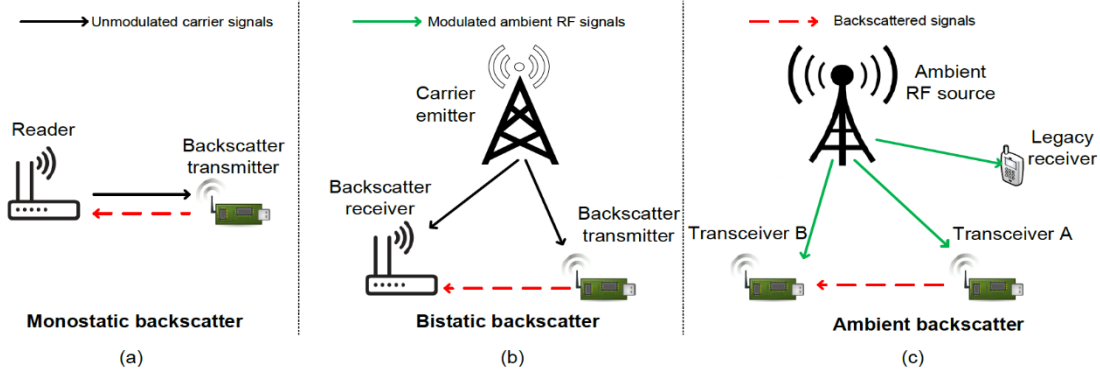 Unmodulated carrier signals
Modulated ambient RF signals
Backscattered signals
Reader
Backscatter
transmitter
Monostatic backscatter
(a)
Carrier
emitter
Backscatter
receiver
Backscatter
transmitter
Bistatic backscatter
(b)
Ambient
RF source
Legacy
receiver
Transceiver B
Transceiver A
Ambient backscatter
(c)